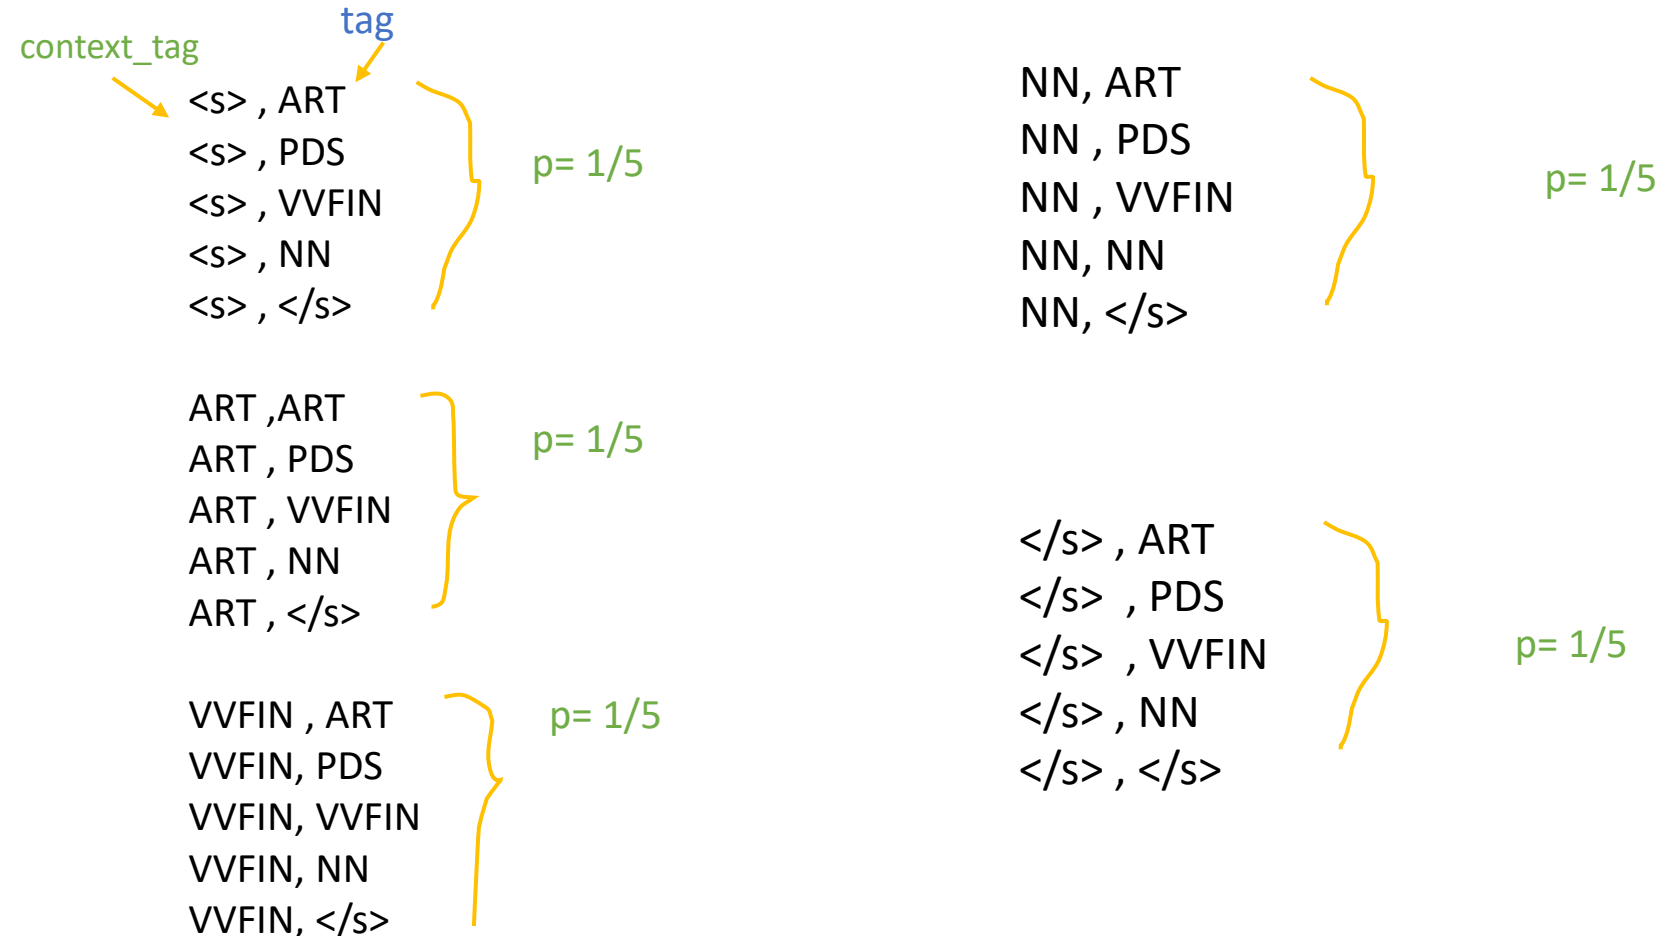 tag
context_tag
<s> , ART
<s> , PDS
<s> , VVFIN
<s> , NN
<s> , </s>
p= 1/5
ART ,ART
ART , PDS
ART , VVFIN
ART , NN
ART , </s>
p= 1/5
VVFIN , ART
VVFIN, PDS
VVFIN, VVFIN
VVFIN, NN
VVFIN, </s>
p= 1/5
NN, ART
NN , PDS
NN , VVFIN
NN, NN
NN, </s>
p= 1/5
</s> , ART
</s> , PDS
</s> , VVFIN
</s> , NN
</s> , </s>
p= 1/5